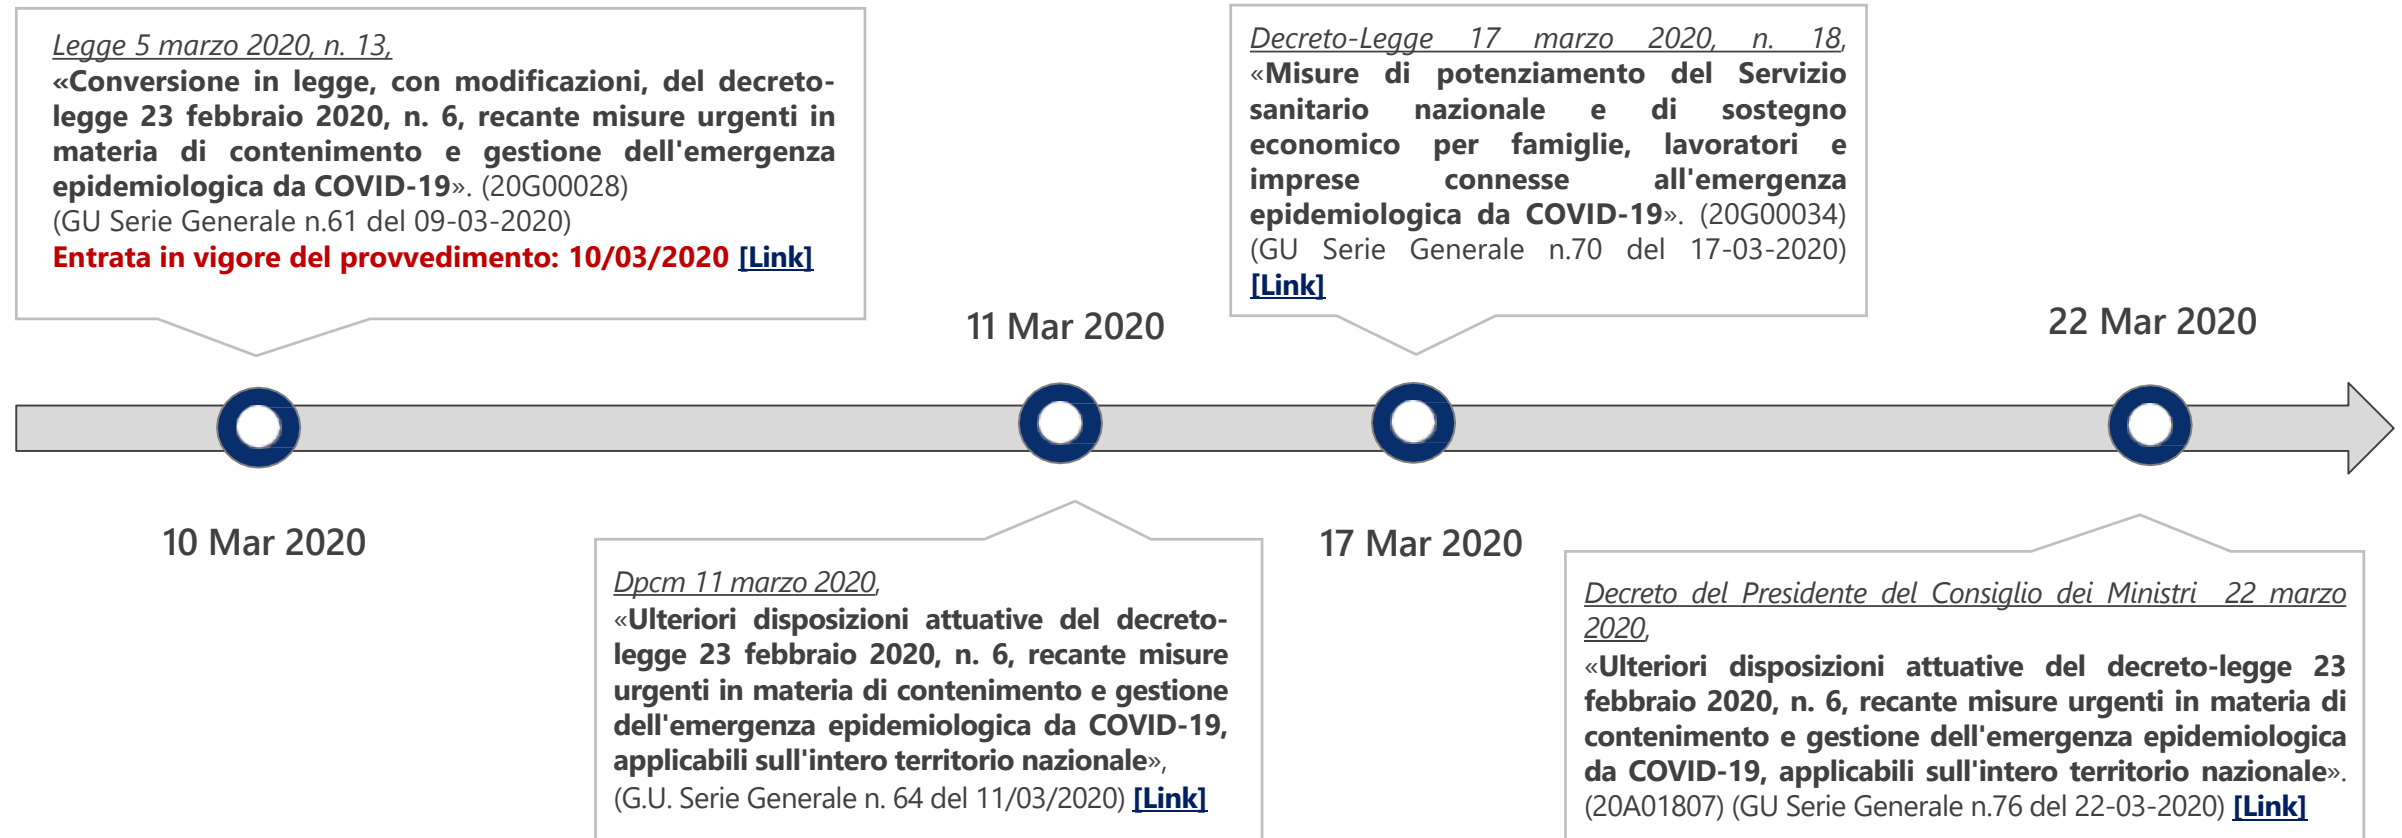 Legge 5 marzo 2020, n. 13,
«Conversione in legge, con modificazioni, del decreto-
legge 23 febbraio 2020, n. 6, recante misure urgenti in
materia di contenimento e gestione dell'emergenza
epidemiologica da COVID-19». (20G00028)
(GU Serie Generale n.61 del 09-03-2020)
Entrata in vigore del provvedimento: 10/03/2020 [Link]
10 Mar 2020
11 Mar 2020
Dpcm 11 marzo 2020,
«Ulteriori disposizioni attuative del decreto-
legge 23 febbraio 2020, n. 6, recante misure
urgenti in materia di contenimento e gestione
dell'emergenza epidemiologica da COVID-19,
applicabili sull'intero territorio nazionale»,
(G.U. Serie Generale n. 64 del 11/03/2020) [Link]
Decreto-Legge 17 marzo 2020, n. 18,
«Misure di potenziamento del Servizio
sanitario nazionale e di sostegno
economico per famiglie, lavoratori e
imprese connesse all'emergenza
epidemiologica da COVID-19». (20G00034)
(GU Serie Generale n.70 del 17-03-2020)
[Link]
17 Mar 2020
22 Mar 2020
Decreto del Presidente del Consiglio dei Ministri 22 marzo
2020,
«Ulteriori disposizioni attuative del decreto-legge 23
febbraio 2020, n. 6, recante misure urgenti in materia di
contenimento e gestione dell'emergenza epidemiologica
da COVID-19, applicabili sull'intero territorio nazionale».
(20A01807) (GU Serie Generale n.76 del 22-03-2020) [Link]